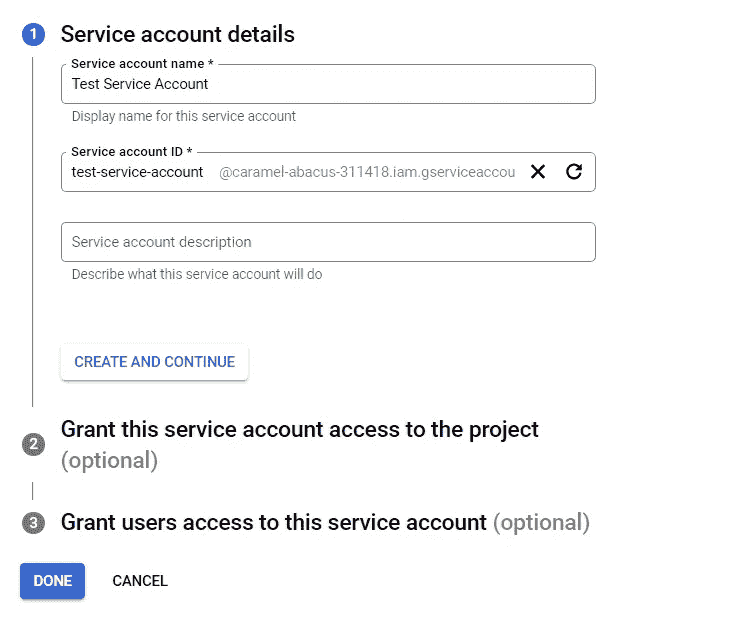 1 Service account details
Service account name *
Test Service Account
Display name for this service account
Service account ID *
test-service-account @caramel-abacus-311418.iam.gserviceaccou
Service account description
Describe what this service account will do
CREATE AND CONTINUE
2 Grant this service account access to the project
(optional)
3 Grant users access to this service account (optional)
DONE CANCEL